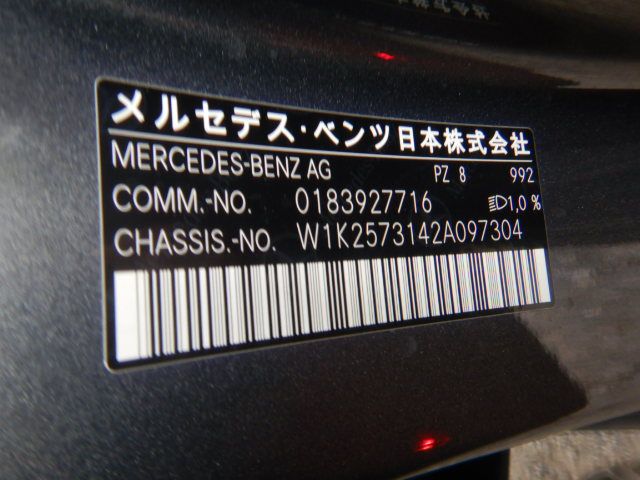 メルセデス・ベンツ日本株式会社
MERCEDES-BENZ AG PZ 8 992
COMM.-NO. 0183927716 1,0 %
CHASSIS.-NO. W1K2573142A097304